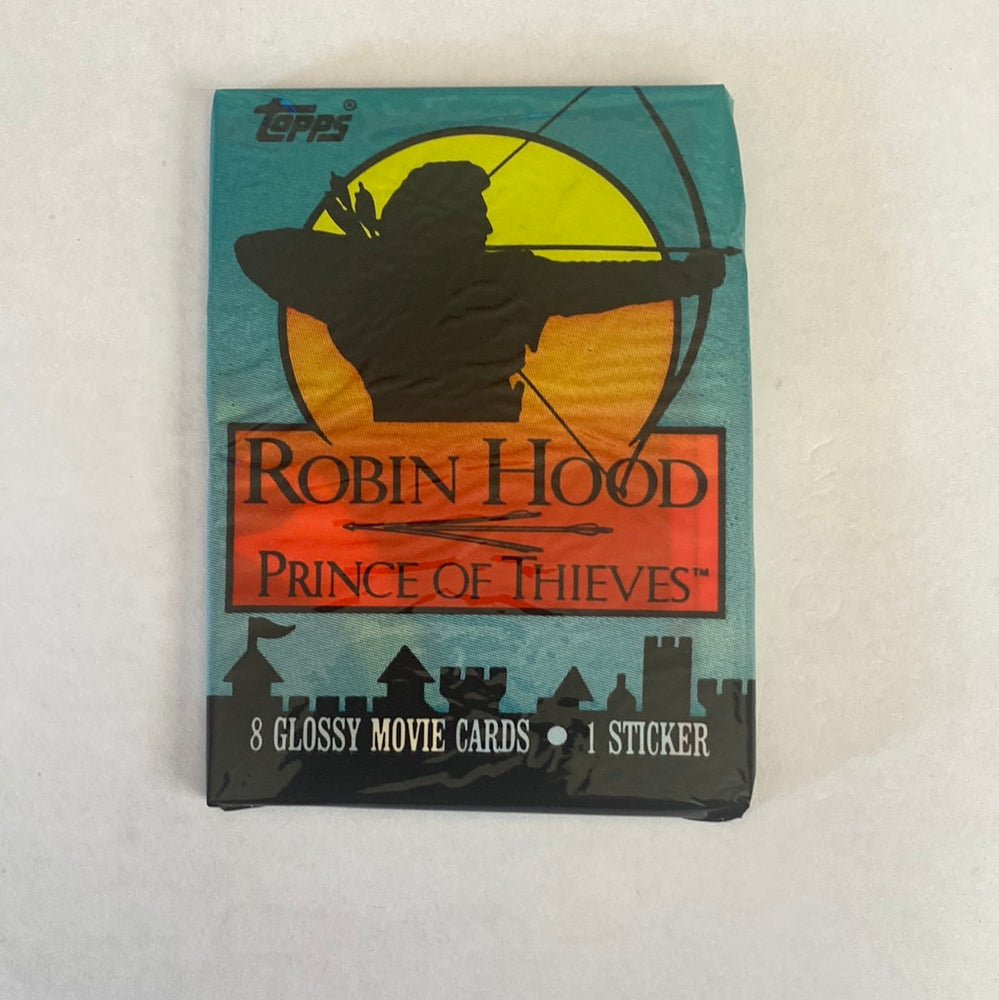 Topps®
ROBIN HOOD
PRINCE OF THIEVES™
8 GLOSSY MOVIE CARDS ● 1 STICKER